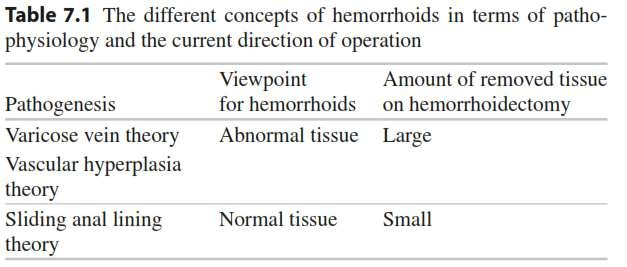 Table 7.1 The different concepts of hemorrhoids in terms of patho-
physiology and the current direction of operation
Viewpoint Amount of removed tissue
Pathogenesis for hemorrhoids on hemorrhoidectomy
Varicose vein theory Abnormal tissue Large
Vascular hyperplasia
theory
Sliding anal lining Normal tissue Small
theory